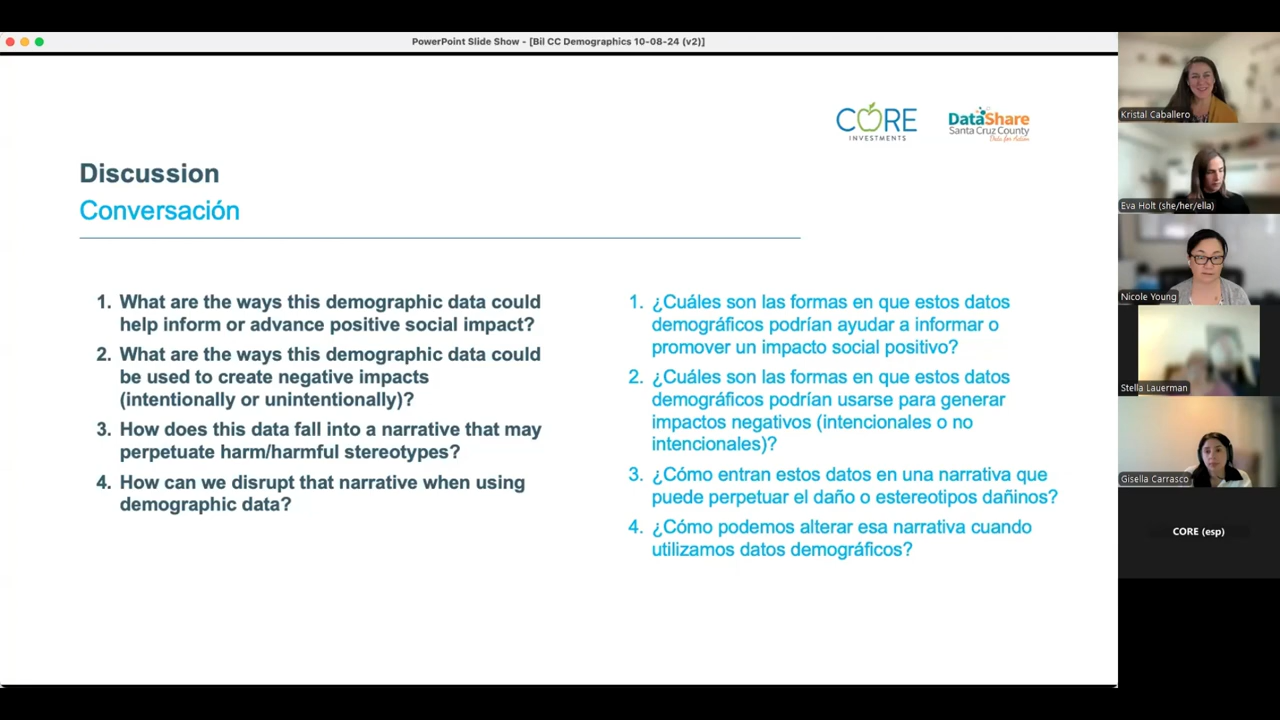 PowerPoint Slide Show - [Bil CC Demographics 10-08-24 (v2)]
CORE
INVESTMENTS
DataShare
Santa Cruz County
Data for Action
Discussion
Conversación
1. What are the ways this demographic data could
help inform or advance positive social impact?
2. What are the ways this demographic data could
be used to create negative impacts
(intentionally or unintentionally)?
3. How does this data fall into a narrative that may
perpetuate harm/harmful stereotypes?
4. How can we disrupt that narrative when using
demographic data?
1. ¿Cuáles son las formas en que estos datos
demográficos podrían ayudar a informar o
promover un impacto social positivo?
2. ¿Cuáles son las formas en que estos datos
demográficos podrían usarse para generar
impactos negativos (intencionales o no
intencionales)?
3. ¿Cómo entran estos datos en una narrativa que
puede perpetuar el daño o estereotipos dañinos?
4. ¿Cómo podemos alterar esa narrativa cuando
utilizamos datos demográficos?
Kristal Caballero
Eva Holt (she/her/ella)
Nicole Young
Stella Lauerman
Gisella Carrasco
CORE (esp)